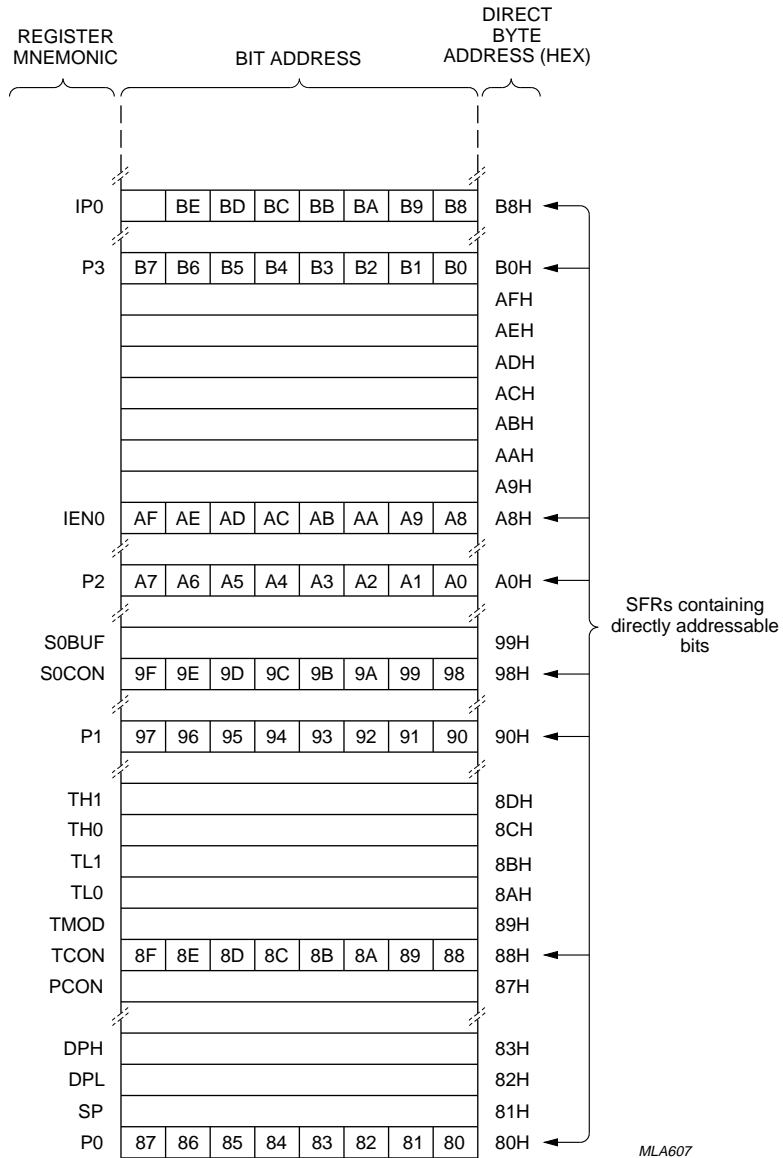 REGISTER MNEMONIC
BIT ADDRESS
DIRECT BYTE ADDRESS (HEX)
IP0 BE BD BC BB BA B9 B8 B8H
P3 B7 B6 B5 B4 B3 B2 B1 B0 B0H
AFH
AEH
ADH
ACH
ABH
AAH
A9H
IEN0 AF AE AD AC AB AA A9 A8 A8H
P2 A7 A6 A5 A4 A3 A2 A1 A0 A0H
SFRs containing
directly addressable
bits
S0BUF 99H
S0CON 9F 9E 9D 9C 9B 9A 99 98 98H
P1 97 96 95 94 93 92 91 90 90H
TH1 8DH
TH0 8CH
TL1 8BH
TL0 8AH
TMOD 89H
TCON 8F 8E 8D 8C 8B 8A 89 88 88H
PCON 87H
DPH 83H
DPL 82H
SP 81H
P0 87 86 85 84 83 82 81 80 80H
MLA607